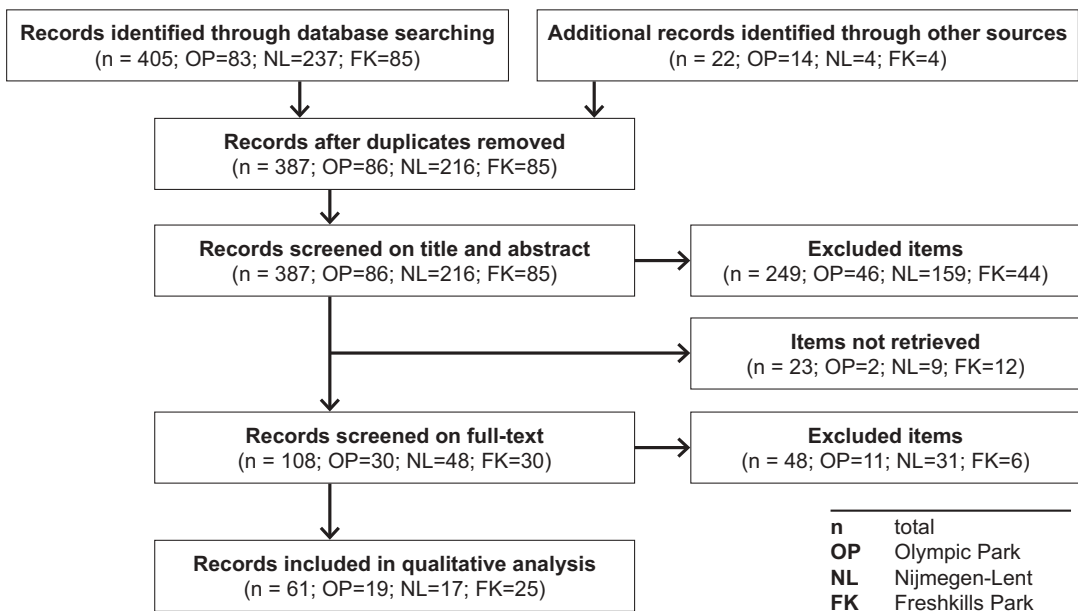 Records identified through database searching
(n = 405; OP=83; NL=237; FK=85)
Additional records identified through other sources
(n = 22; OP=14; NL=4; FK=4)
Records after duplicates removed
(n = 387; OP=86; NL=216; FK=85)
Records screened on title and abstract
(n = 387; OP=86; NL=216; FK=85)
Excluded items
(n = 249; OP=46; NL=159; FK=44)
Items not retrieved
(n = 23; OP=2; NL=9; FK=12)
Records screened on full-text
(n = 108; OP=30; NL=48; FK=30)
Excluded items
(n = 48; OP=11; NL=31; FK=6)
Records included in qualitative analysis
(n = 61; OP=19; NL=17; FK=25)
n total
OP Olympic Park
NL Nijmegen-Lent
FK Freshkills Park